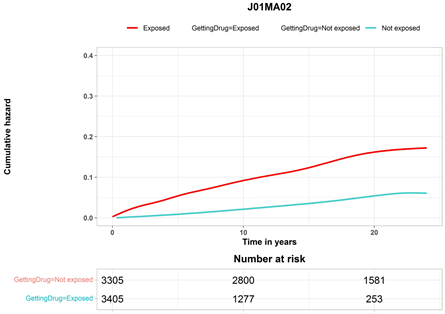 J01MA02
Exposed GettingDrug=Exposed GettingDrug=Not exposed Not exposed
Cumulative hazard
0.4
0.3
0.2
0.1
0.0
0 10 20
Time in years
Number at risk
GettingDrug=Not exposed 3305 2800 1581
GettingDrug=Exposed 3405 1277 253